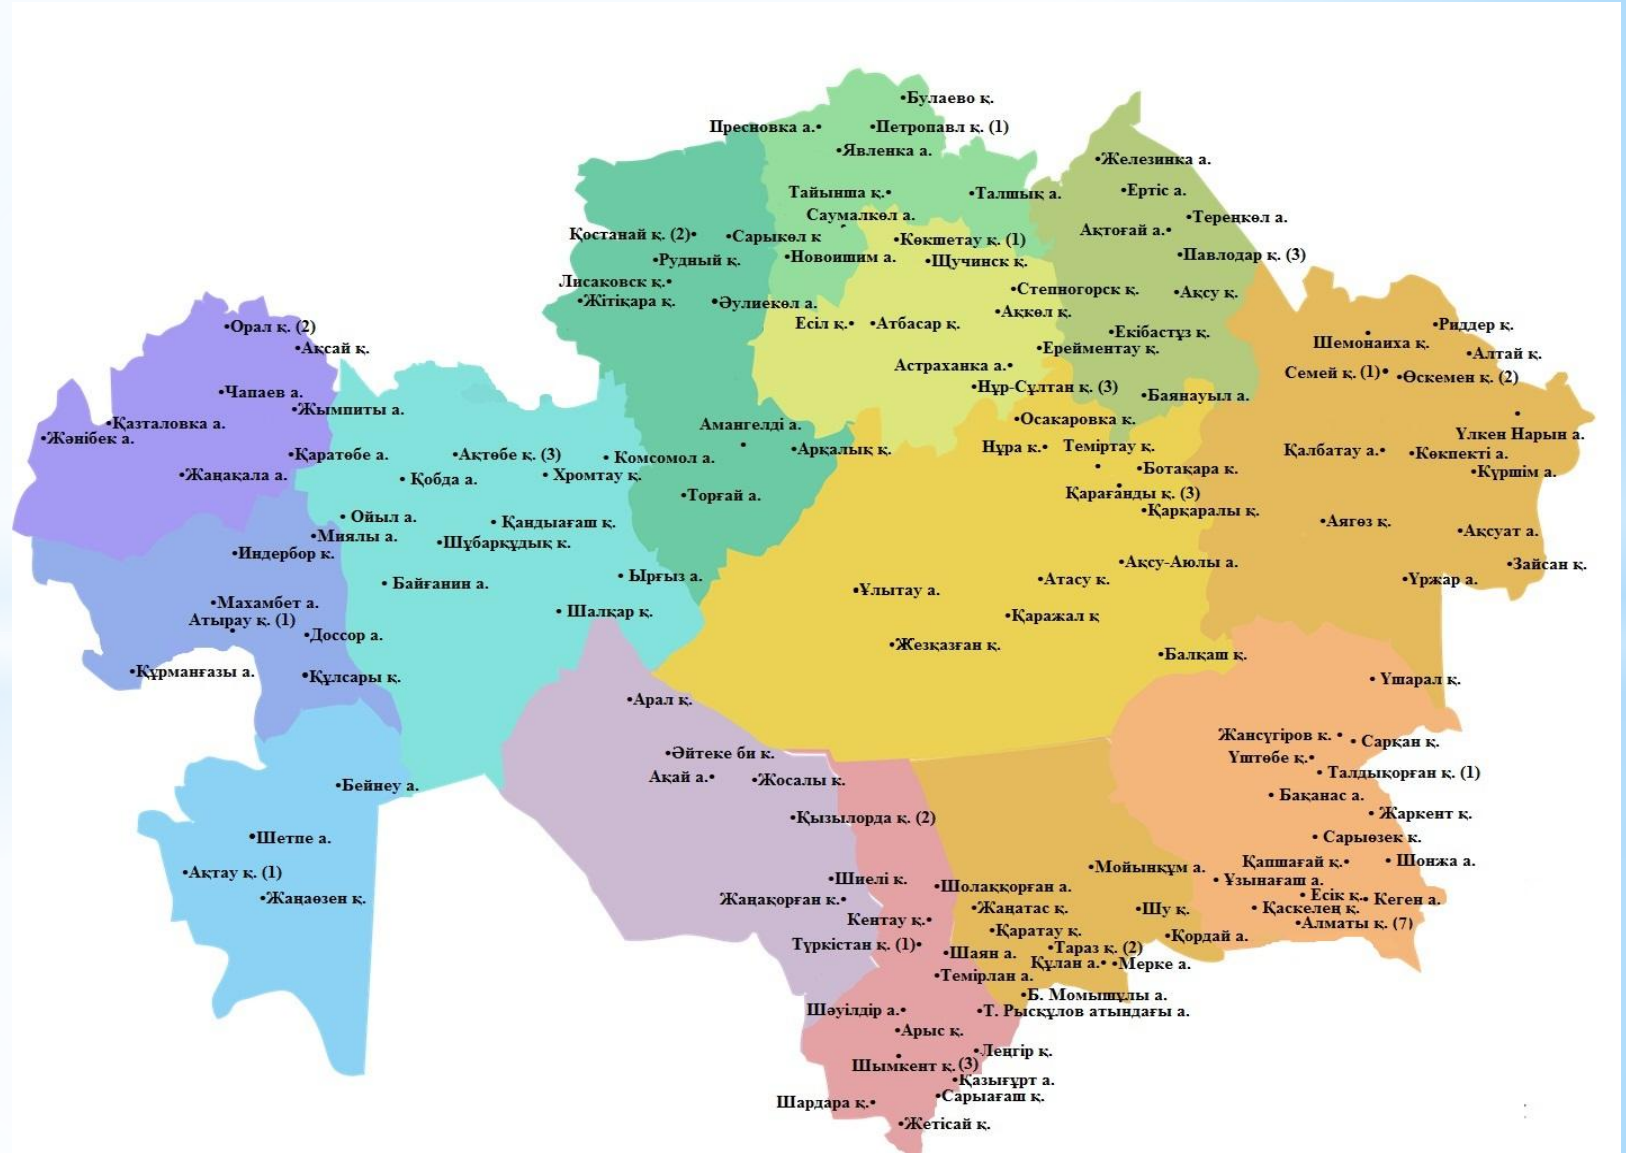 •Булаево қ.
Пресновка а.•
•Петропавл қ. (1)
•Явленка а.
•Железинка а.
Тайынша қ.•
•Талшық а.
•Ертіс а.
Саумалкөл а.
•Тереңкөл а.
Қостанай қ. (2)•
•Сарыкөл к
•Көкшетау қ. (1)
Ақтоғай а.•
•Новоишим а.
•Щучинск қ.
•Павлодар қ. (3)
•Рудный қ.
Лисаковск қ.•
•Жітіқара қ.
•Әулиекөл а.
•Степногорск қ.
•Ақсу қ.
•Ақкөл қ.
Есіл қ.•
•Атбасар қ.
•Екібастұз қ.
•Орал қ. (2)
•Риддер қ.
Шемонаиха қ.
•Ақсай қ.
•Ерейментау қ.
•Алтай қ.
Астраханка а.•
Семей қ. (1)•
•Өскемен қ. (2)
•Нұр-Сұлтан қ. (3)
•Чапаев а.
•Баянауыл а.
•Жымпиты а.
•Осакаровка к.
•Қазталовка а.
Амангелді а.
•Жәнібек а.
Үлкен Нарын а.
•Арқалық қ.
Нұра к.•
Теміртау қ.
Қалбатау а.•
•Көкпекті а.
•Қаратөбе а.
•Ақтөбе қ. (3)
• Комсомол а.
•Ботақара к.
•Күршім а.
•Жаңақала а.
• Қобда а.
• Хромтау қ.
•Торғай а.
Қарағанды қ. (3)
•Қарқаралы қ.
• Ойыл а.
• Қандыағаш қ.
•Аягөз қ.
•Ақсуат а.
•Миялы а.
•Шұбарқұдық к.
•Индербор к.
•Ақсу-Аюлы а.
•Зайсан қ.
• Байғанин а.
• Ырғыз а.
•Атасу к.
•Үржар а.
•Ұлытау а.
•Махамбет а.
• Шалқар қ.
•Қаражал қ
Атырау қ. (1)
•Доссор а.
•Жезқазған қ.
•Балқаш қ.
•Құрманғазы а.
•Құлсары қ.
• Үшарал қ.
•Арал қ.
Жансүгіров к. •
• Сарқан қ.
•Әйтеке би к.
Үштөбе қ.•
• Талдықорған қ. (1)
Ақай а.•
•Жосалы к.
•Бейнеу а.
• Бақанас а.
• Жаркент қ.
•Қызылорда қ. (2)
•Шетпе а.
• Сарыөзек к.
•Ақтау қ. (1)
•Шиелі к.
•Мойынқұм а.
Қапшағай қ.•
• Шонжа а.
• Ұзынағаш а.
•Жаңаөзен қ.
Жаңақорған к.•
•Шолаққорған а.
• Есік қ.
• Кеген а.
•Жаңатас қ.
•Шу қ.
• Қаскелең қ.
Кентау қ.•
•Алматы қ. (7)
•Қаратау қ.
•Қордай а.
Түркістан қ. (1)•
•Тараз қ. (2)
•Шаян а.
Құлан а.•
•Мерке а.
•Темірлан а.
•Б. Момышұлы а.
Шәуілдір а.•
•Т. Рысқұлов атындағы а.
•Арыс қ.
•Леңгір қ.
Шымкент қ. (3)
•Қазығұрт а.
•Сарыағаш қ.
Шардара қ.•
•Жетісай қ.